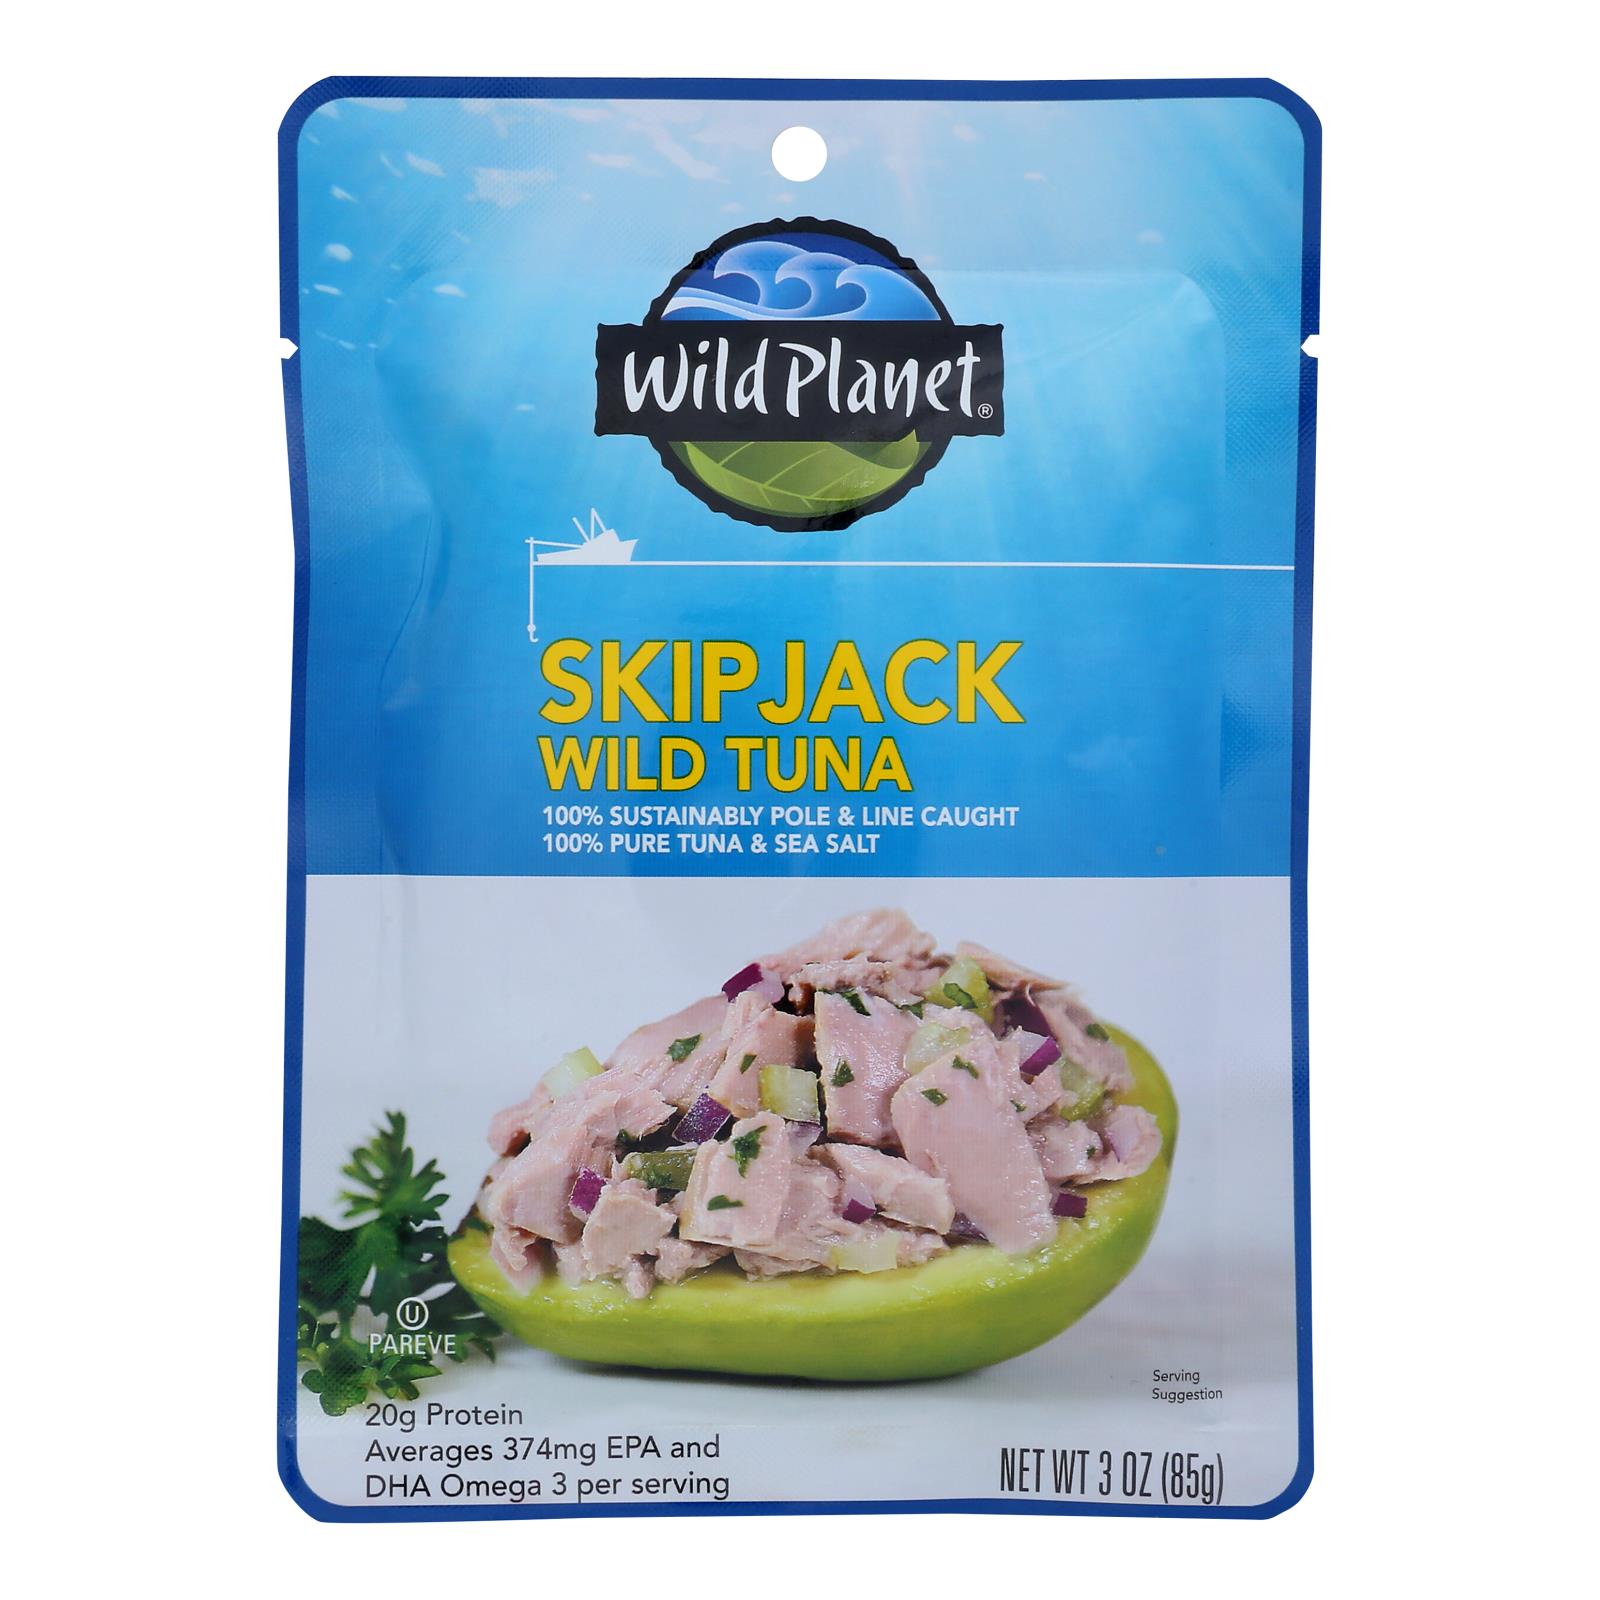 Wild Planet®
SKIPJACK
WILD TUNA
100% SUSTAINABLY POLE & LINE CAUGHT
100% PURE TUNA & SEA SALT
U
PAREVE
Serving
Suggestion
20g Protein
Averages 374mg EPA and
DHA Omega 3 per serving
NET WT 3 OZ (85g)